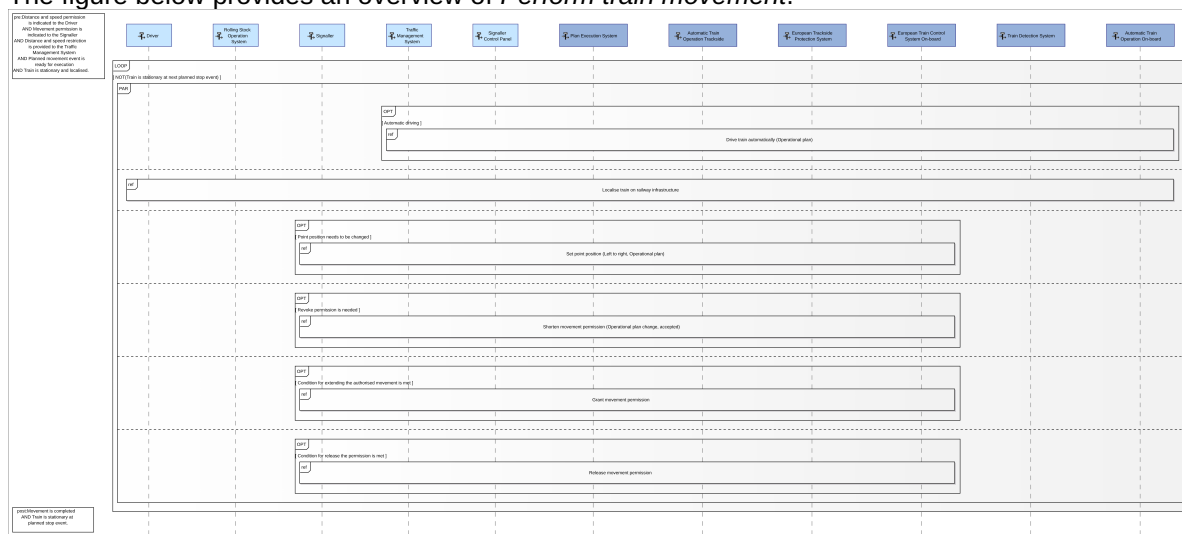 The figure below provides an overview of Perform train movement.
pre:Distance and speed permission
is indicated to the Driver
AND Movement permission is
indicated to the Signaller
AND Distance and speed restriction
is provided to the Traffic
Management System
AND Planned movement event is
ready for execution
AND Train is stationary and localised.
Driver
Rolling Stock
Operation
System
Signaller
Traffic
Management
System
Signaller
Control Panel
Plan Execution System
Automatic Train
Operation Trackside
European Trackside
Protection System
European Train Control
System On-board
Train Detection System
Automatic Train
Operation On-board
LOOP
[ NOT(Train is stationary at next planned stop event) ]
PAR
OPT
[ Automatic driving ]
ref
Drive train automatically (Operational plan)
ref
Localise train on railway infrastructure
OPT
[ Point position needs to be changed ]
ref
Set point position (Left to right, Operational plan)
OPT
[ Revoke permission is needed ]
ref
Shorten movement permission (Operational plan change, accepted)
OPT
[ Condition for extending the authorised movement is met ]
ref
Grant movement permission
OPT
[ Condition for release the permission is met ]
ref
Release movement permission
post:Movement is completed
AND Train is stationary at
planned stop event.